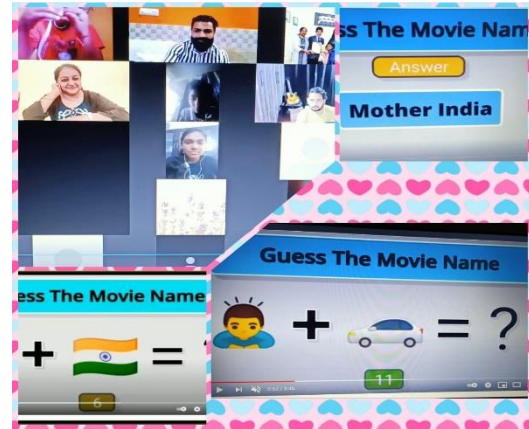 ss The Movie Nam
Answer
Mother India
Guess The Movie Name
+ = ?
11
ess The Movie Name
+ =
6